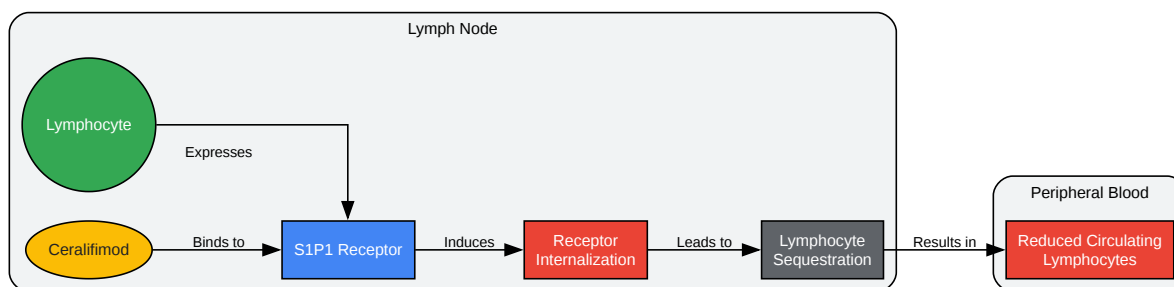 Lymph Node
Lymphocyte
Expresses
Peripheral Blood
Ceralifimod
Binds to
S1P1 Receptor
Induces
Receptor
Internalization
Leads to
Lymphocyte
Sequestration
Results in
Reduced Circulating
Lymphocytes